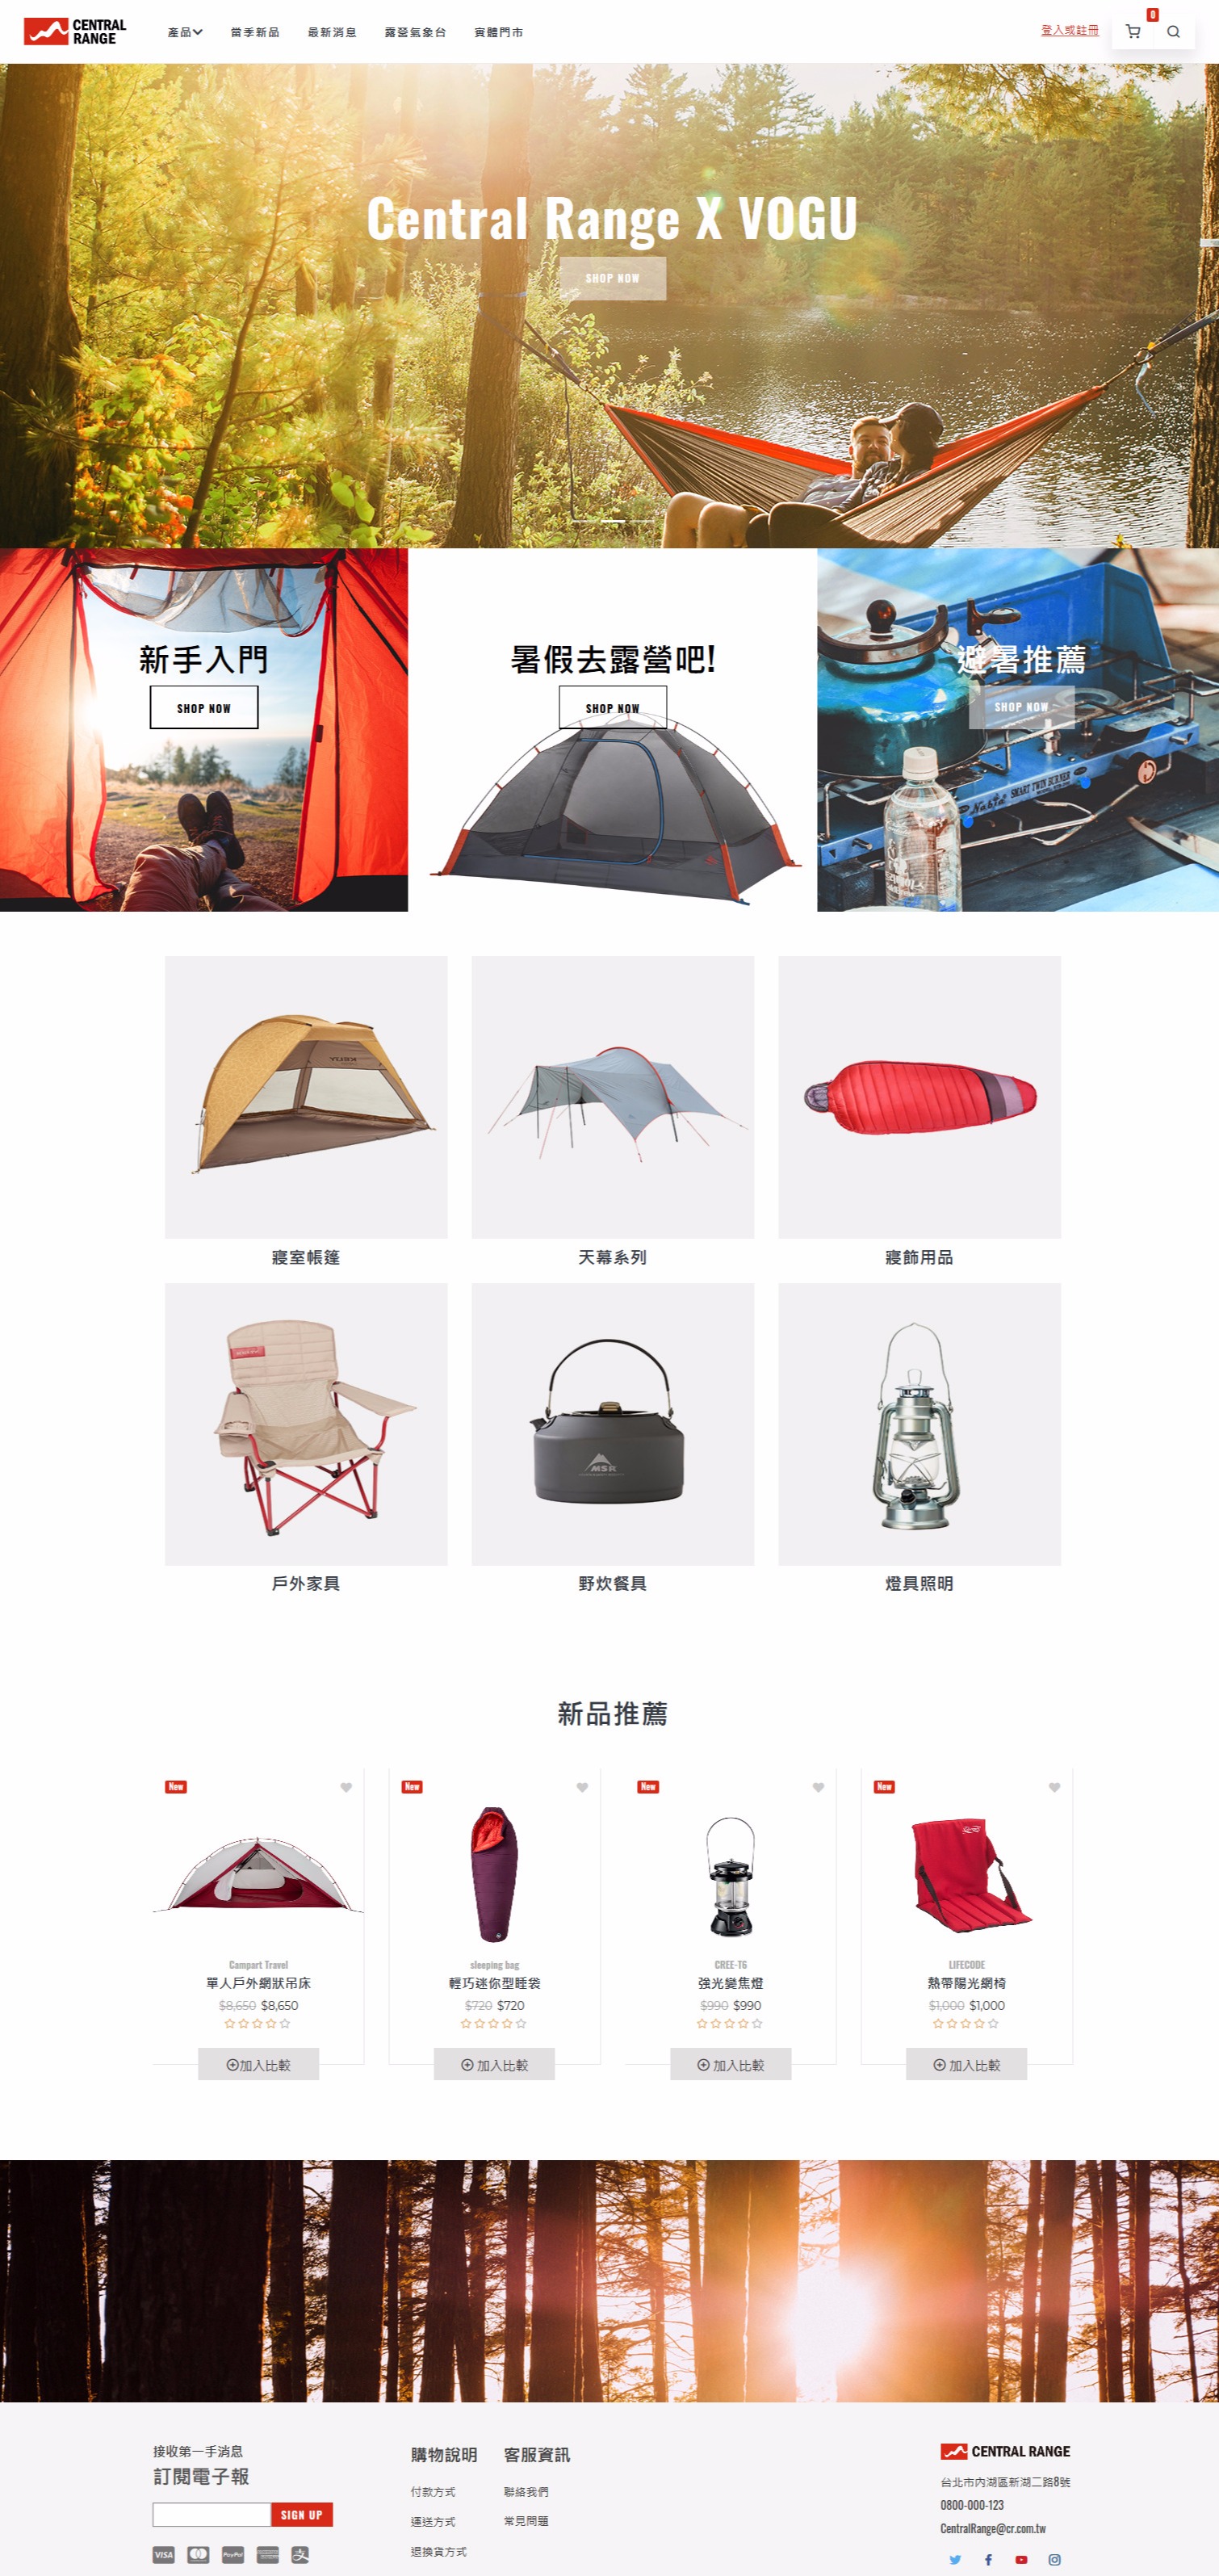 CENTRAL
RANGE
產品
當季新品
最新消息
露營氣象台
實體門市
登入或註冊
0
Central Range X VOGU
SHOP NOW
新手入門
SHOP NOW
暑假去露營吧!
SHOP NOW
避暑推薦
SHOP NOW
SMART TWIN BURNER
KELTY
寢室帳篷
天幕系列
寢飾用品
MSR
戶外家具
野炊餐具
燈具照明
新品推薦
New
Campart Travel
單人戶外網狀吊床
$8,650 $8,650
加入比較
New
sleeping bag
輕巧迷你型睡袋
$720 $720
加入比較
New
CREE-T6
強光變焦燈
$990 $990
加入比較
New
LIFECODE
熱帶陽光網椅
$1,000 $1,000
加入比較
接收第一手消息
訂閱電子報
SIGN UP
VISA
PayPal
購物說明
付款方式
運送方式
退換貨方式
客服資訊
聯絡我們
常見問題
CENTRAL RANGE
台北市內湖區新湖二路8號
0800-000-123
CentralRange@cr.com.tw